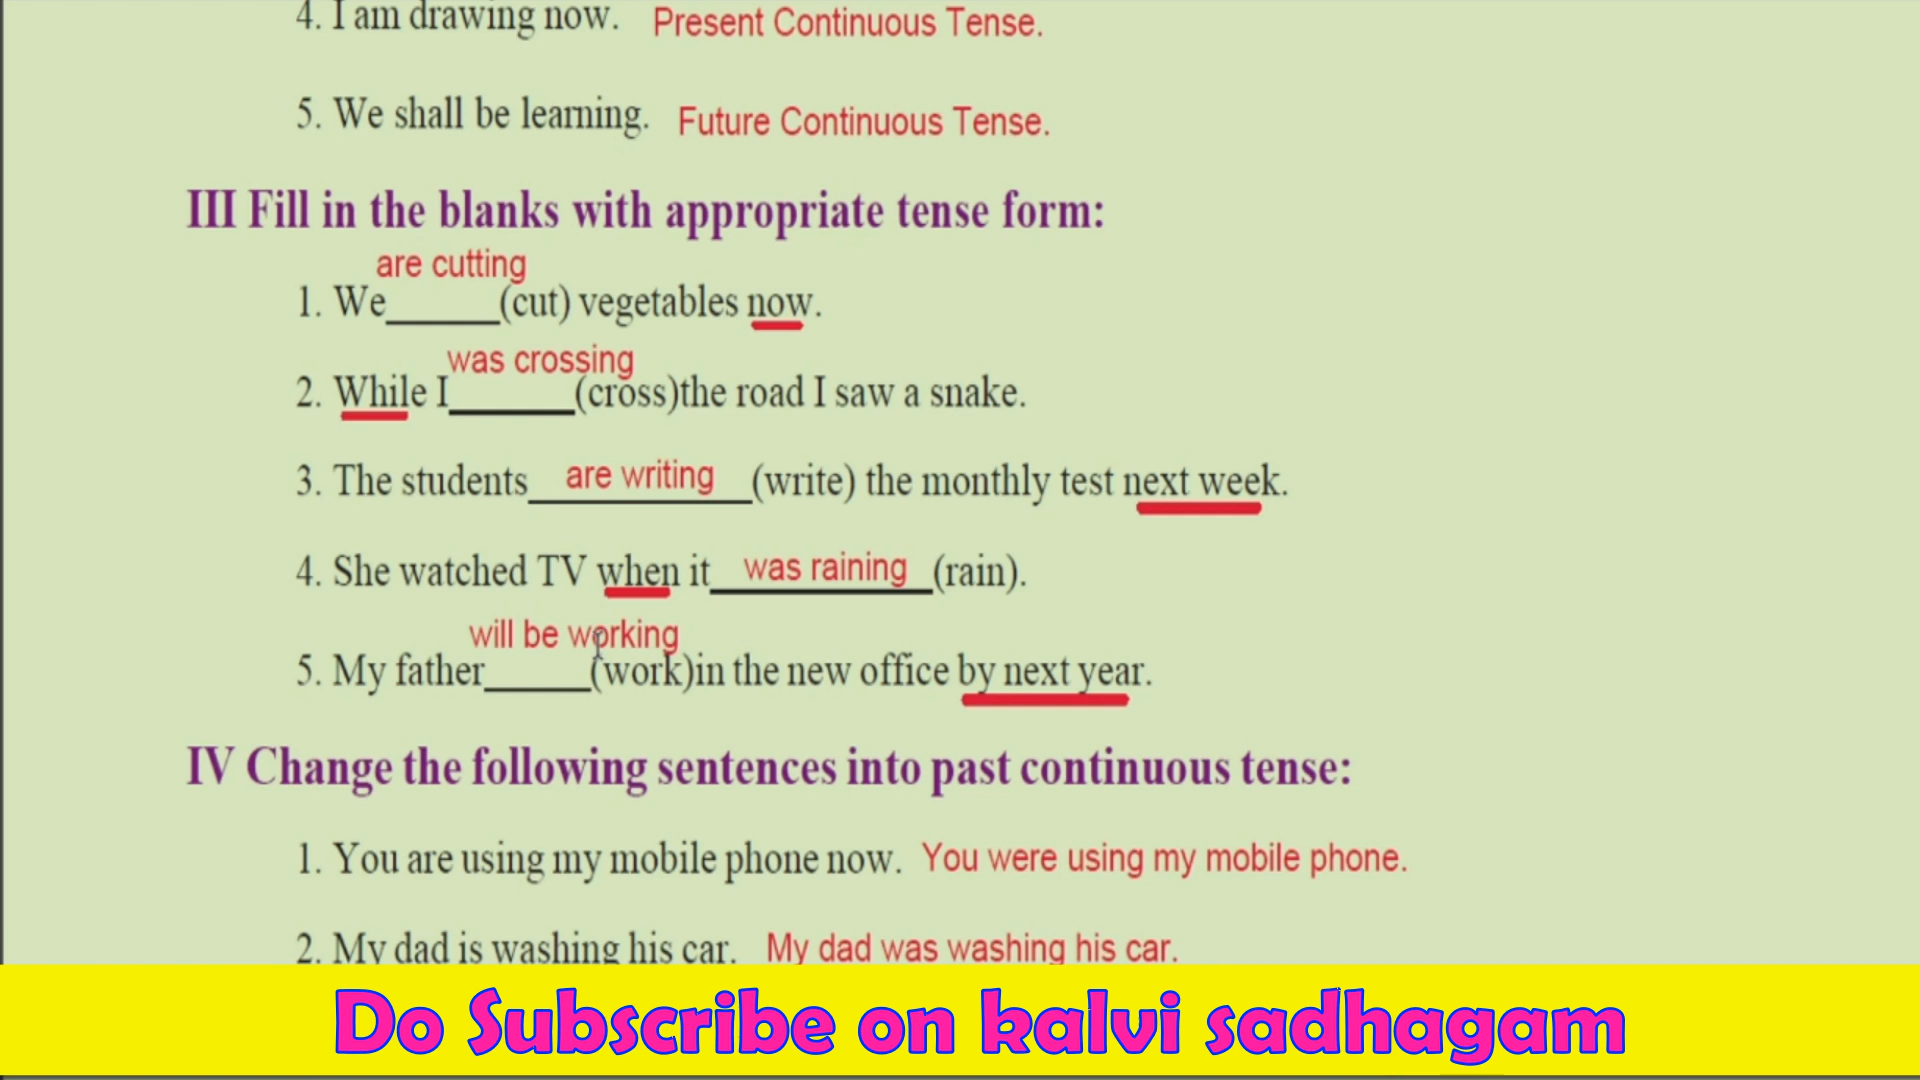 4. I am drawing now. Present Continuous Tense.
5. We shall be learning. Future Continuous Tense.
III Fill in the blanks with appropriate tense form:
are cutting
1. We______(cut) vegetables now.
was crossing
2. While I______(cross)the road I saw a snake.
3. The students are writing (write) the monthly test next week.
4. She watched TV when it was raining (rain).
will be working
5. My father______(work)in the new office by next year.
IV Change the following sentences into past continuous tense:
1. You are using my mobile phone now. You were using my mobile phone.
2. My dad is washing his car. My dad was washing his car.
Do Subscribe on kalvi sadhagam